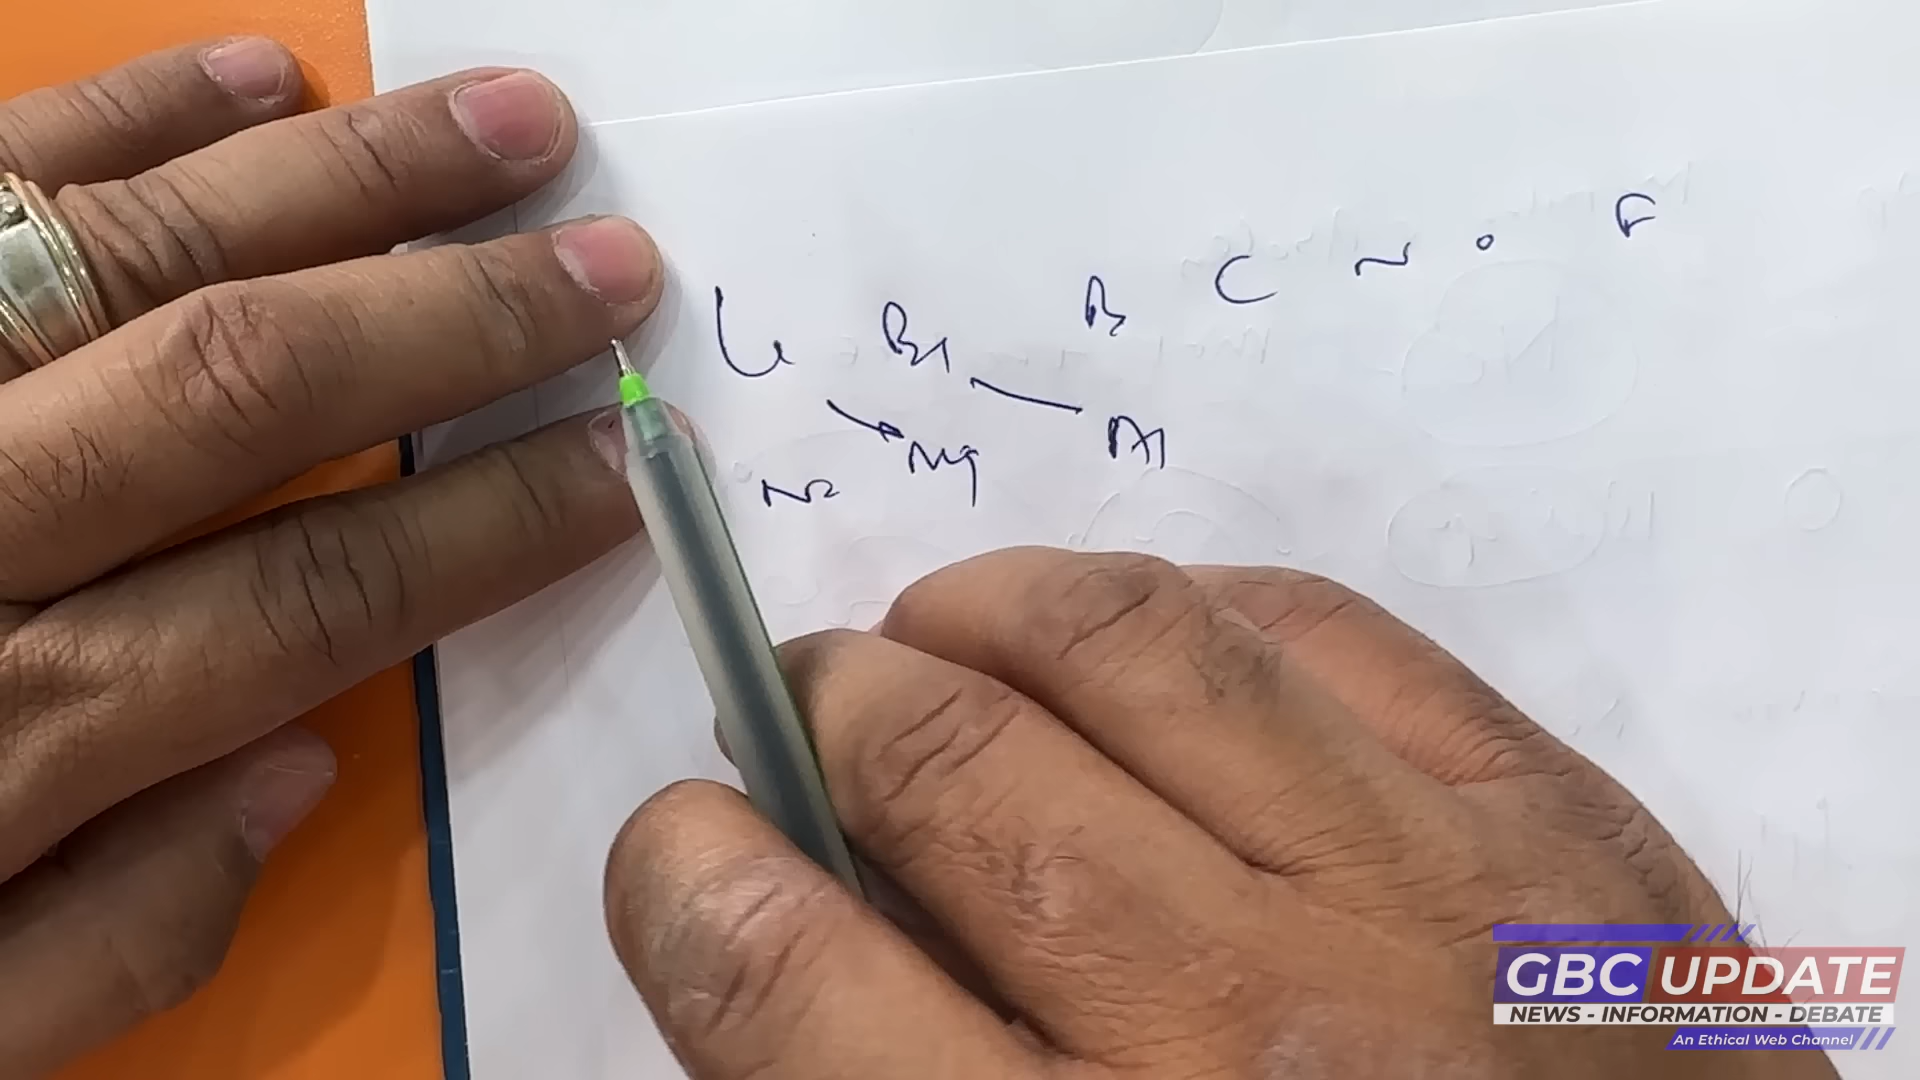 Li Be B C N O F
Na Mg Al
GBC UPDATE
NEWS - INFORMATION - DEBATE
An Ethical Web Channel